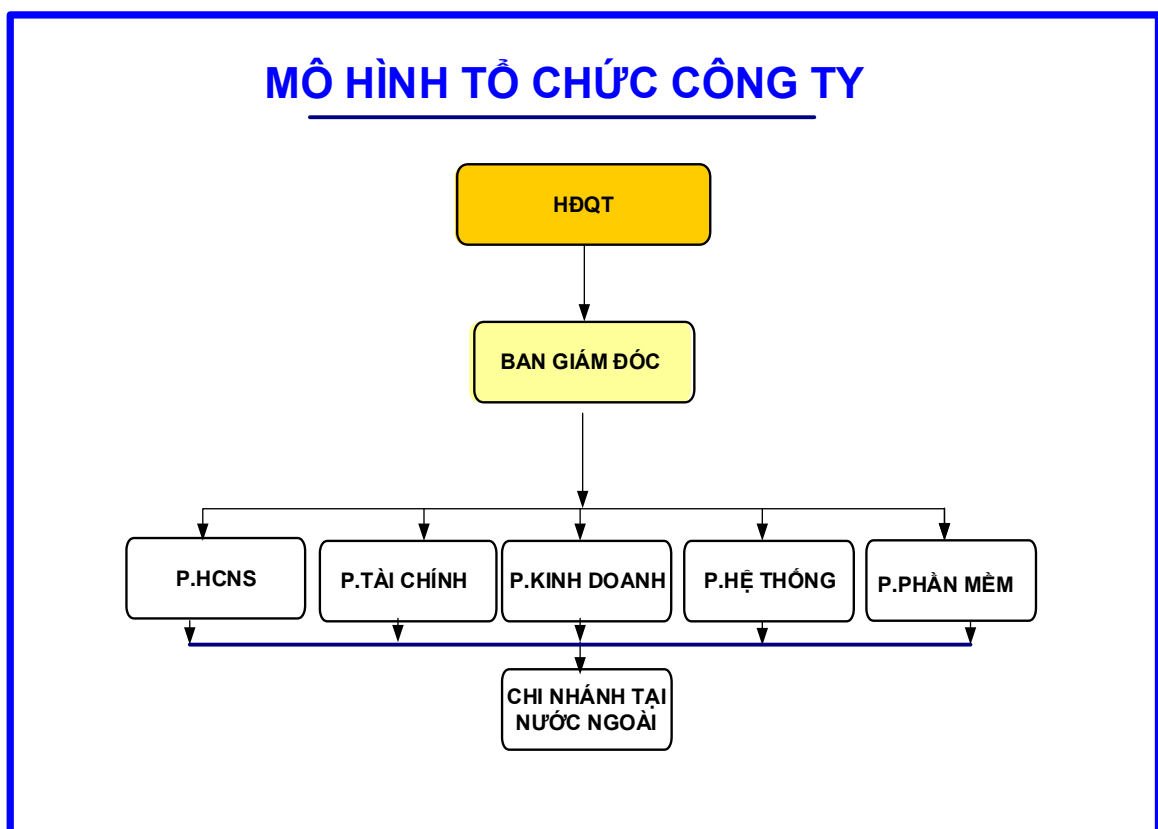 MÔ HÌNH TỔ CHỨC CÔNG TY
HĐQT
BAN GIÁM ĐÓC
P.HCNS
P.TÀI CHÍNH
P.KINH DOANH
P.HỆ THỐNG
P.PHẦN MỀM
CHI NHÁNH TẠI
NƯỚC NGOÀI